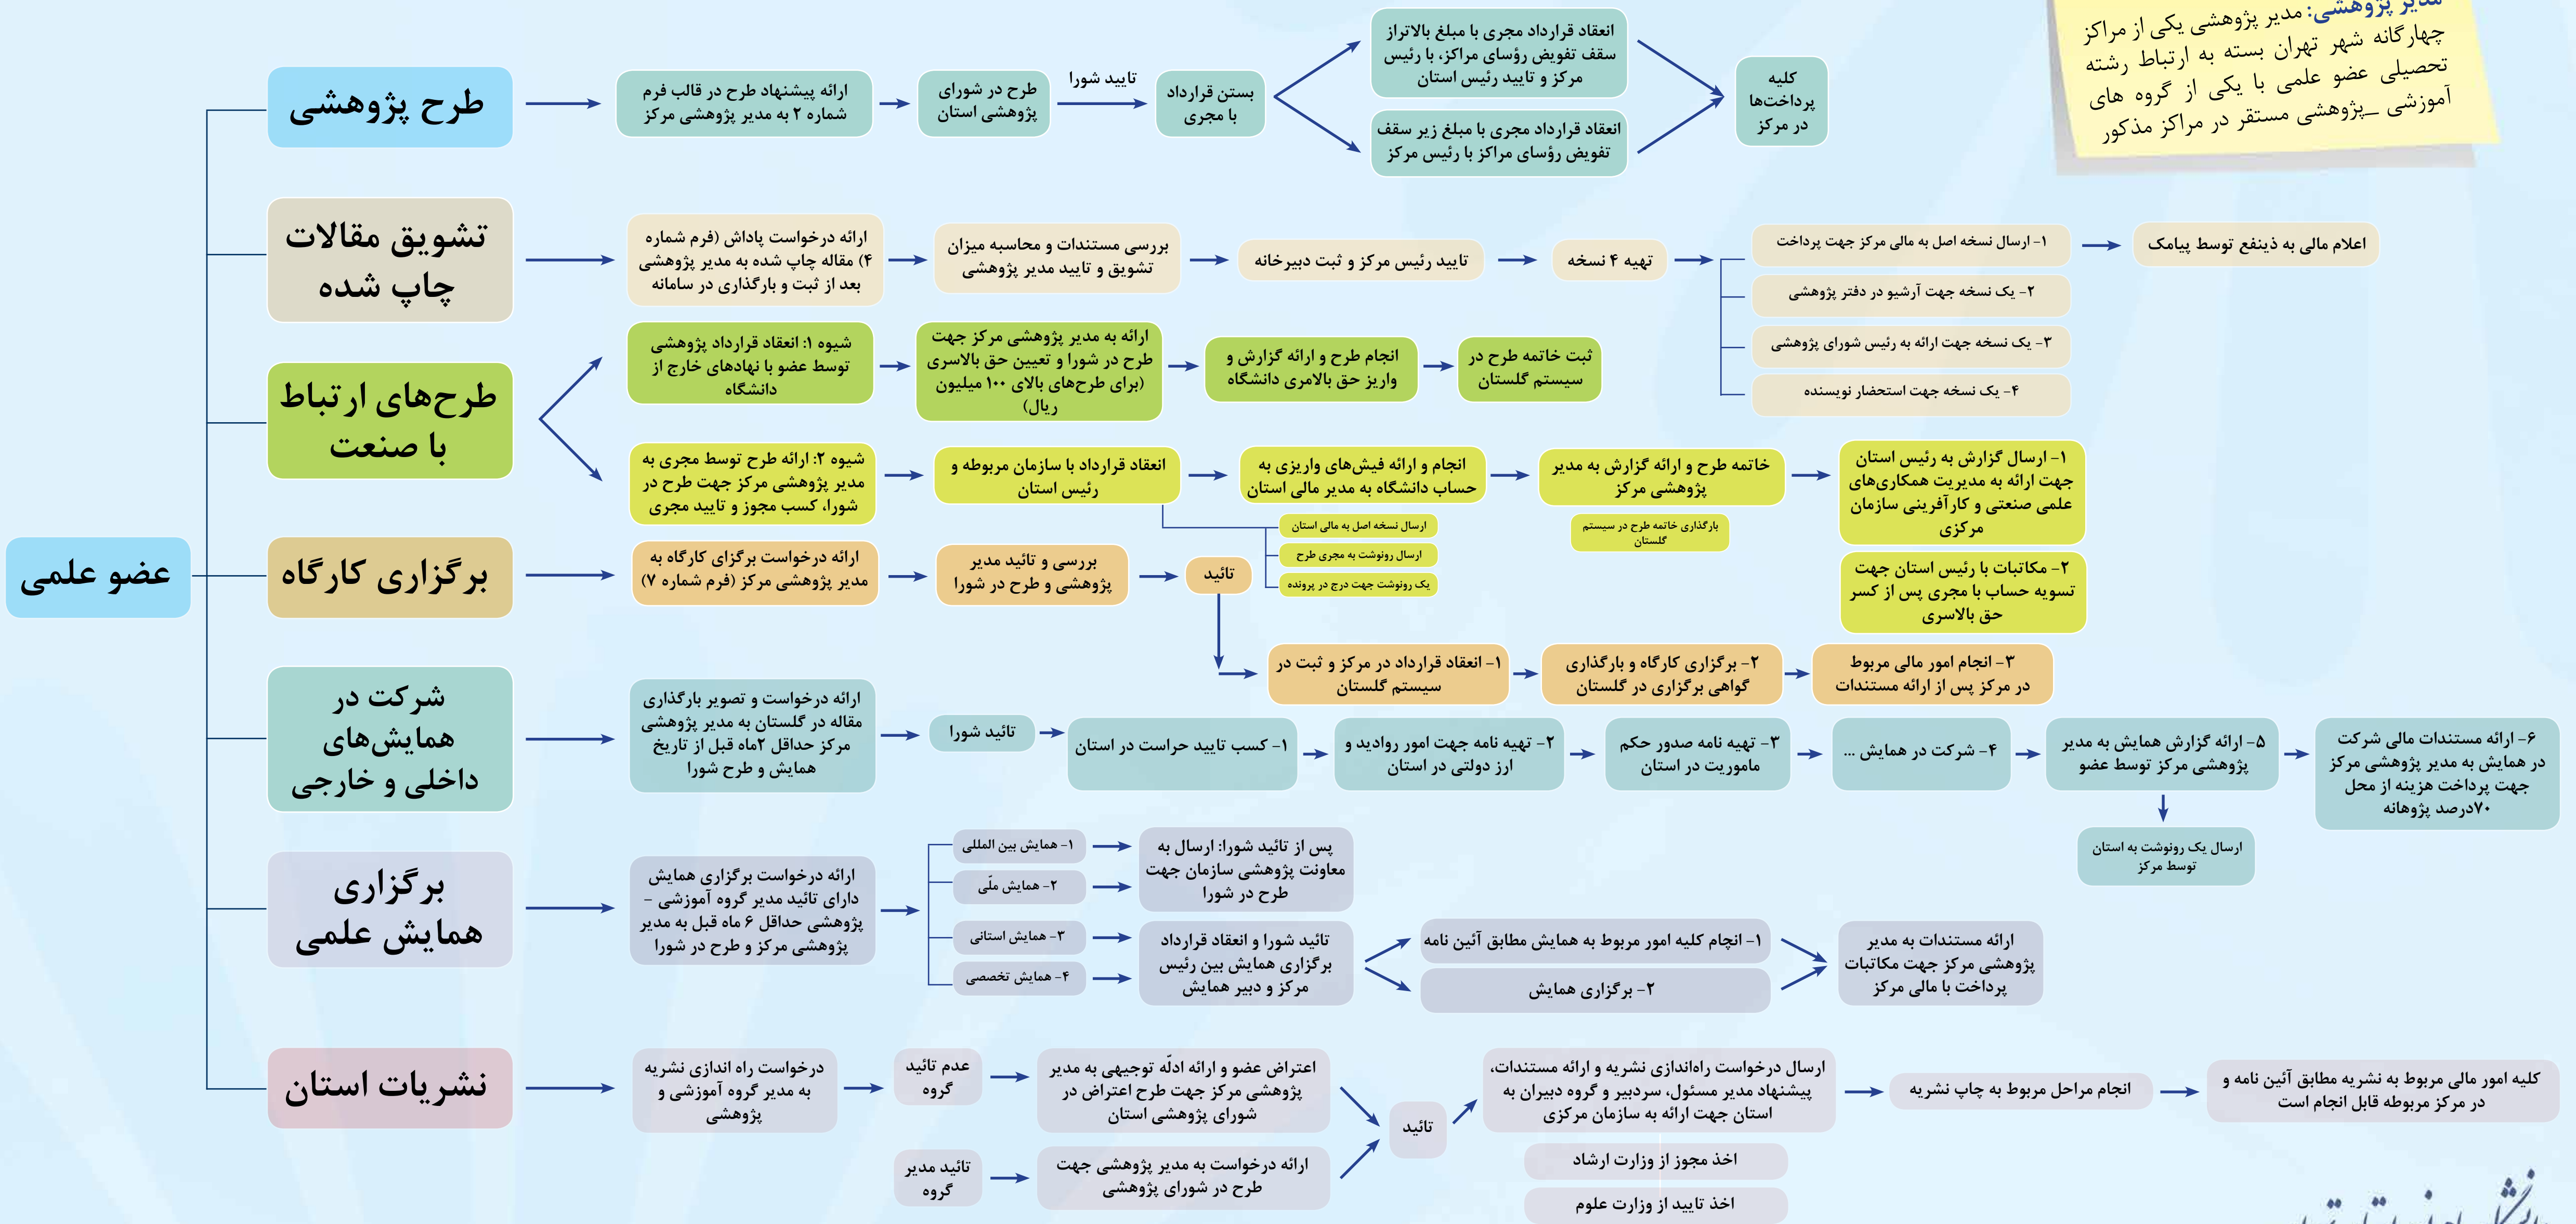 مدیر پژوهشی: مدیر پژوهشی یکی از مراکز
چهارگانه شهر تهران بسته به ارتباط رشته
تحصیلی عضو علمی با یکی از گروه های
آموزشی _پژوهشی مستقر در مراکز مذکور
عضو علمی
طرح پژوهشی
ارائه پیشنهاد طرح در قالب فرم
شماره ۲ به مدیر پژوهشی مرکز
طرح در شورای
پژوهشی استان
تایید شورا
بستن قرارداد
با مجری
انعقاد قرارداد مجری با مبلغ بالاتراز
سقف تفویض رؤسای مراکز، با رئیس
مرکز و تایید رئیس استان
انعقاد قرارداد مجری با مبلغ زیر سقف
تفویض رؤسای مراکز با رئیس مرکز
کلیه
پرداخت‌ها
در مرکز
تشویق مقالات
چاپ شده
ارائه درخواست پاداش (فرم شماره
۴) مقاله چاپ شده به مدیر پژوهشی
بعد از ثبت و بارگذاری در سامانه
بررسی مستندات و محاسبه میزان
تشویق و تایید مدیر پژوهشی
تایید رئیس مرکز و ثبت دبیرخانه
تهیه ۴ نسخه
۱- ارسال نسخه اصل به مالی مرکز جهت پرداخت
اعلام مالی به ذینفع توسط پیامک
۲- یک نسخه جهت آرشیو در دفتر پژوهشی
۳- یک نسخه جهت ارائه به رئیس شورای پژوهشی
۴- یک نسخه جهت استحضار نویسنده
طرح‌های ارتباط
با صنعت
شیوه ۱: انعقاد قرارداد پژوهشی
توسط عضو با نهادهای خارج از
دانشگاه
ارائه به مدیر پژوهشی مرکز جهت
طرح در شورا و تعیین حق بالاسری
(برای طرح‌های بالای ۱۰۰ میلیون
ریال)
انجام طرح و ارائه گزارش و
واریز حق بالامری دانشگاه
ثبت خاتمه طرح در
سیستم گلستان
شیوه ۲: ارائه طرح توسط مجری به
مدیر پژوهشی مرکز جهت طرح در
شورا، کسب مجوز و تایید مجری
انعقاد قرارداد با سازمان مربوطه و
رئیس استان
ارسال نسخه اصل به مالی استان
ارسال رونوشت به مجری طرح
یک رونوشت جهت درج در پرونده
انجام و ارائه فیش‌های واریزی به
حساب دانشگاه به مدیر مالی استان
خاتمه طرح و ارائه گزارش به مدیر
پژوهشی مرکز
بارگذاری خاتمه طرح در سیستم
گلستان
۱- ارسال گزارش به رئیس استان
جهت ارائه به مدیریت همکاری‌های
علمی صنعتی و کارآفرینی سازمان
مرکزی
۲- مکاتبات با رئیس استان جهت
تسویه حساب با مجری پس از کسر
حق بالاسری
برگزاری کارگاه
ارائه درخواست برگزای کارگاه به
مدیر پژوهشی مرکز (فرم شماره ۷)
بررسی و تائید مدیر
پژوهشی و طرح در شورا
تائید
۱- انعقاد قرارداد در مرکز و ثبت در
سیستم گلستان
۲- برگزاری کارگاه و بارگذاری
گواهی برگزاری در گلستان
۳- انجام امور مالی مربوط
در مرکز پس از ارائه مستندات
شرکت در
همایش‌های
داخلی و خارجی
ارائه درخواست و تصویر بارگذاری
مقاله در گلستان به مدیر پژوهشی
مرکز حداقل ۲ماه قبل از تاریخ
همایش و طرح شورا
تائید شورا
۱- کسب تایید حراست در استان
۲- تهیه نامه جهت امور روادید و
ارز دولتی در استان
۳- تهیه نامه صدور حکم
ماموریت در استان
۴- شرکت در همایش ...
۵- ارائه گزارش همایش به مدیر
پژوهشی مرکز توسط عضو
ارسال یک رونوشت به استان
توسط مرکز
۶- ارائه مستندات مالی شرکت
در همایش به مدیر پژوهشی مرکز
جهت پرداخت هزینه از محل
۷۰درصد پژوهانه
برگزاری
همایش علمی
ارائه درخواست برگزاری همایش
دارای تائید مدیر گروه آموزشی -
پژوهشی حداقل ۶ ماه قبل به مدیر
پژوهشی مرکز و طرح در شورا
۱- همایش بین المللی
۲- همایش ملّی
پس از تائید شورا: ارسال به
معاونت پژوهشی سازمان جهت
طرح در شورا
۳- همایش استانی
۴- همایش تخصصی
تائید شورا و انعقاد قرارداد
برگزاری همایش بین رئیس
مرکز و دبیر همایش
۱- انجام کلیه امور مربوط به همایش مطابق آئین نامه
۲- برگزاری همایش
ارائه مستندات به مدیر
پژوهشی مرکز جهت مکاتبات
پرداخت با مالی مرکز
نشریات استان
درخواست راه اندازی نشریه
به مدیر گروه آموزشی و
پژوهشی
عدم تائید
گروه
اعتراض عضو و ارائه ادلّه توجیهی به مدیر
پژوهشی مرکز جهت طرح اعتراض در
شورای پژوهشی استان
تائید مدیر
گروه
ارائه درخواست به مدیر پژوهشی جهت
طرح در شورای پژوهشی
تائید
ارسال درخواست راه‌اندازی نشریه و ارائه مستندات،
پیشنهاد مدیر مسئول، سردبیر و گروه دبیران به
استان جهت ارائه به سازمان مرکزی
اخذ مجوز از وزارت ارشاد
اخذ تایید از وزارت علوم
انجام مراحل مربوط به چاپ نشریه
کلیه امور مالی مربوط به نشریه مطابق آئین نامه و
در مرکز مربوطه قابل انجام است